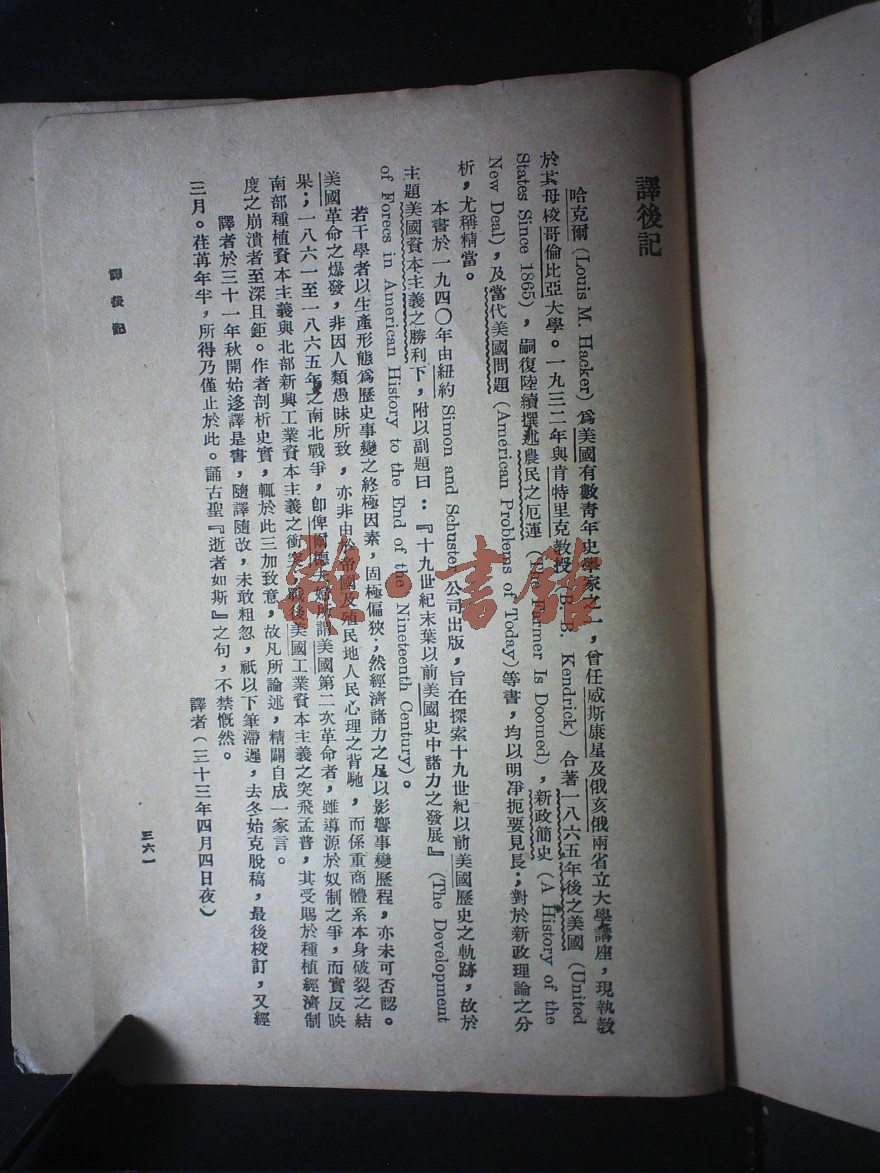 譯後記
哈克爾 (Louis M. Hacker) 爲美國有數青年史學家之一，曾任威斯康星及俄亥俄兩省立大學講座，現執教
於其母校哥倫比亞大學。一九三二年與肯特里克教授 (B. B. Kendrick) 合著一八六五年後之美國 (United
States Since 1865)，嗣復陸續撰述農民之厄運 (The Farmer Is Doomed)，新政簡史 (A History of the
New Deal)，及當代美國問題 (American Problems of Today) 等書，均以明淨扼要見長；對於新政理論之分
析，尤稱精當。
本書於一九四〇年由紐約 Simon and Schuster 公司出版，旨在探索十九世紀以前美國歷史之軌跡，故於
主題美國資本主義之勝利下，附以副題曰：『十九世紀末葉以前美國史中諸力之發展』 (The Development
of Forecs in American History to the End of the Nineteenth Century)。
若干學者以生產形態爲歷史事變之終極因素，固極偏狹；然經濟諸力之足以影響事變歷程，亦未可否認。
美國革命之爆發，非因人類愚昧所致，亦非由於帝國及殖民地人民心理之背馳，而係重商體系本身破裂之結
果；一八六一至一八六五年之南北戰爭，卽俾爾德夫婦所謂美國第二次革命者，雖導源於奴制之爭，而實反映
南部種植資本主義與北部新興工業資本主義之衝突。戰後美國工業資本主義之突飛孟晉，其受賜於種植經濟制
度之崩潰者至深且鉅。作者剖析史實，輒於此三加致意，故凡所論述，精闢自成一家言。
譯者於三十一年秋開始迻譯是書，隨譯隨改，未敢粗忽，祇以下筆滯遲，去冬始克脫稿，最後校訂，又經
三月。荏苒年半，所得乃僅止於此。誦古聖『逝者如斯』之句，不禁慨然。
譯者（三十三年四月四日夜）
譯後記
三六一
雜·書館